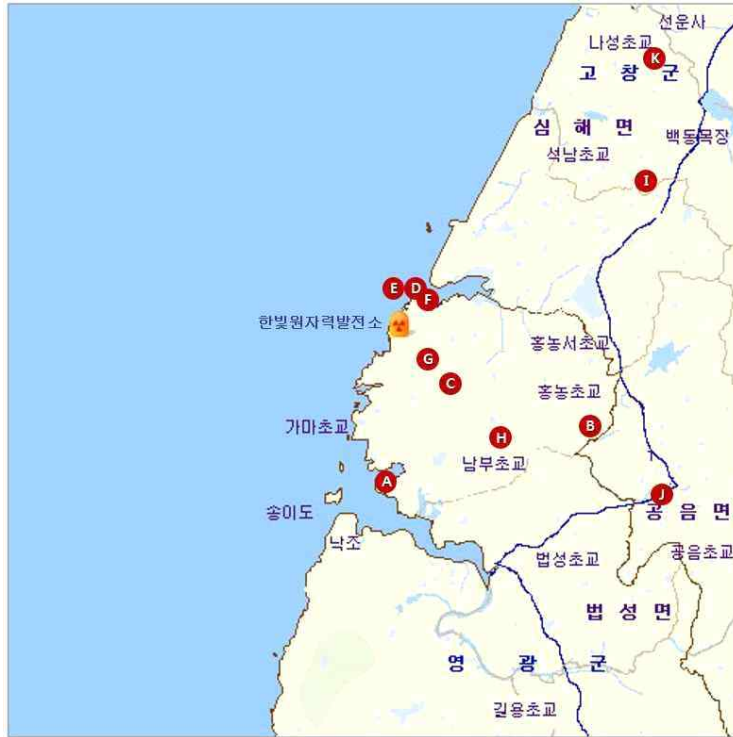 선운사
나성초교
K
고 창 군
심 해 면
백동목장
석남초교
I
E
D
F
한빛원자력발전소
홍농서초교
G
C
홍농초교
가마초교
B
H
남부초교
A
J
송이도
공 음 면
낙조
법성초교
공음초교
법 성 면
영 광 군
길용초교